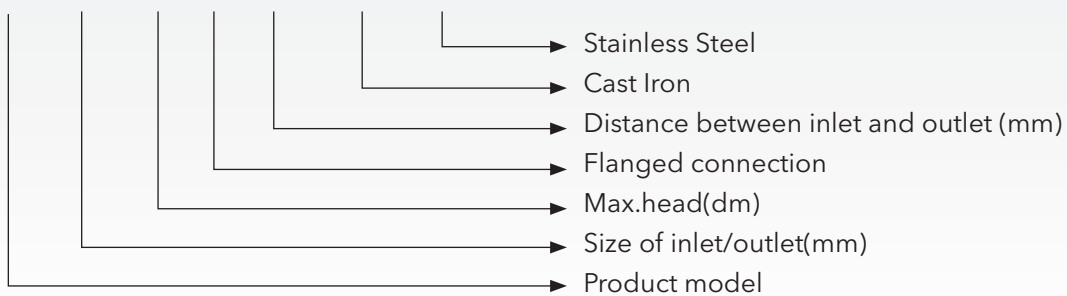 Stainless Steel
Cast Iron
Distance between inlet and outlet (mm)
Flanged connection
Max.head(dm)
Size of inlet/outlet(mm)
Product model